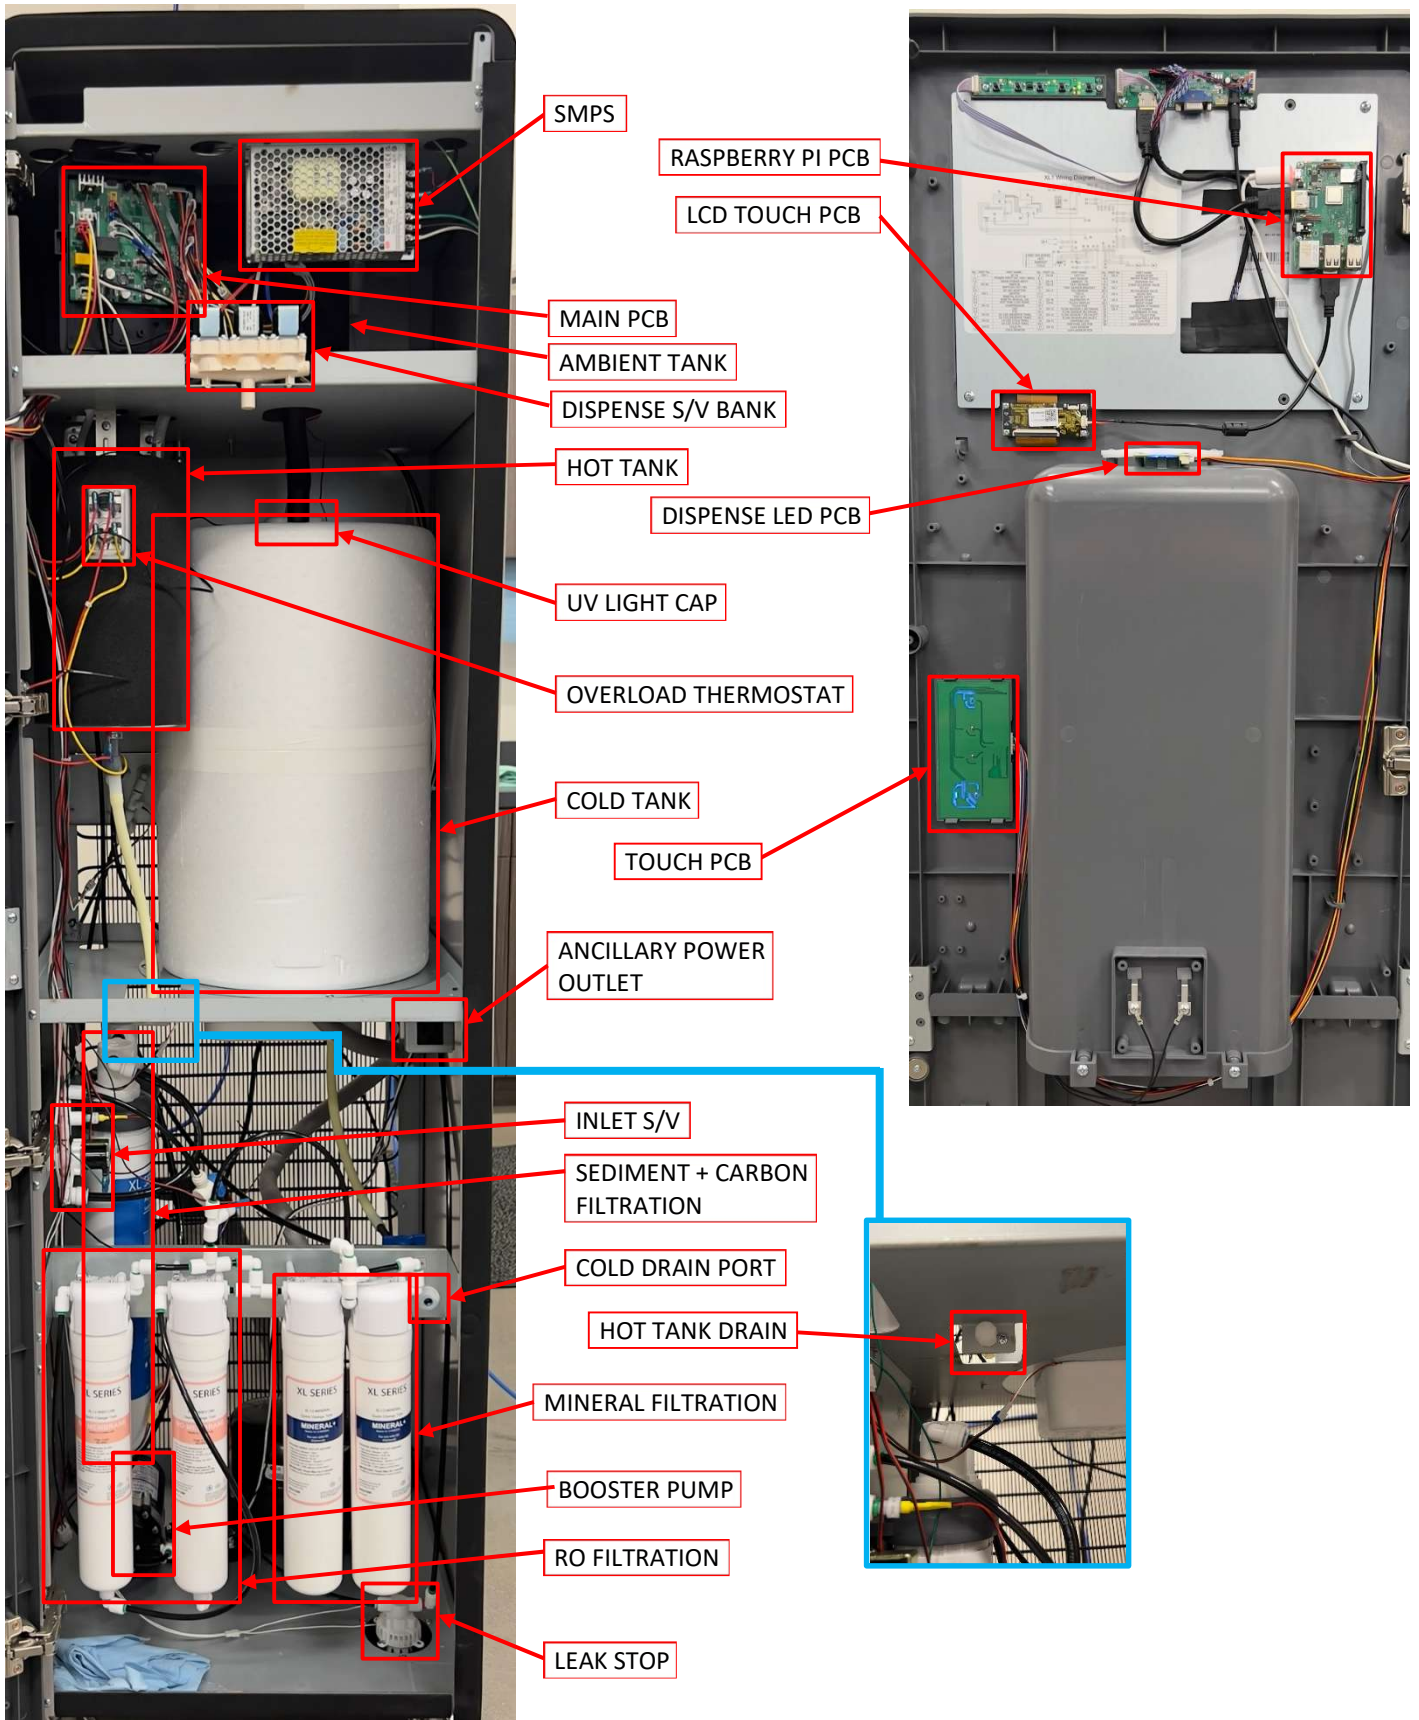 SMPS
RASPBERRY PI PCB
LCD TOUCH PCB
MAIN PCB
AMBIENT TANK
DISPENSE S/V BANK
HOT TANK
DISPENSE LED PCB
UV LIGHT CAP
OVERLOAD THERMOSTAT
COLD TANK
TOUCH PCB
ANCILLARY POWER
OUTLET
INLET S/V
SEDIMENT + CARBON
FILTRATION
COLD DRAIN PORT
HOT TANK DRAIN
MINERAL FILTRATION
BOOSTER PUMP
RO FILTRATION
LEAK STOP
XL1 Wiring Diagram
XL
XL SERIES
SERIES
XL SERIES
MINERAL+
XL SERIES
MINERAL+